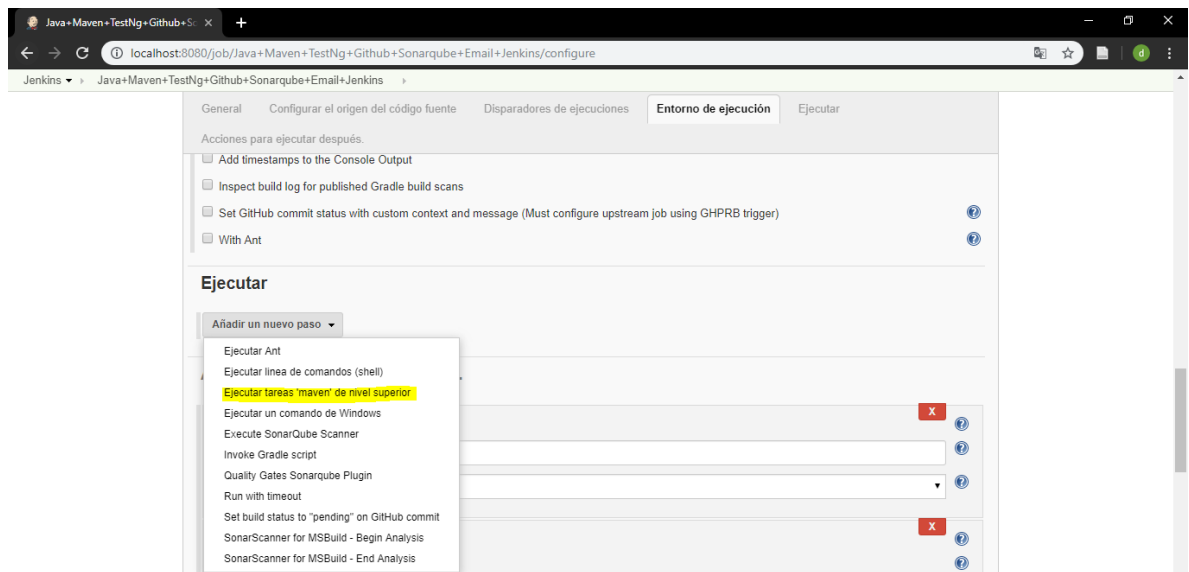 Java+Maven+TestNg+Github+Sc
localhost:8080/job/Java+Maven+TestNg+Github+Sonarqube+Email+Jenkins/configure
d
Jenkins Java+Maven+TestNg+Github+Sonarqube+Email+Jenkins
General Configurar el origen del código fuente Disparadores de ejecuciones Entorno de ejecución Ejecutar
Acciones para ejecutar después.
Add timestamps to the Console Output
Inspect build log for published Gradle build scans
Set GitHub commit status with custom context and message (Must configure upstream job using GHPRB trigger)
With Ant
Ejecutar
Añadir un nuevo paso
Ejecutar Ant
Ejecutar linea de comandos (shell)
Ejecutar tareas 'maven' de nivel superior
Ejecutar un comando de Windows
X
Execute SonarQube Scanner
Invoke Gradle script
Quality Gates Sonarqube Plugin
Run with timeout
Set build status to "pending" on GitHub commit
X
SonarScanner for MSBuild - Begin Analysis
SonarScanner for MSBuild - End Analysis